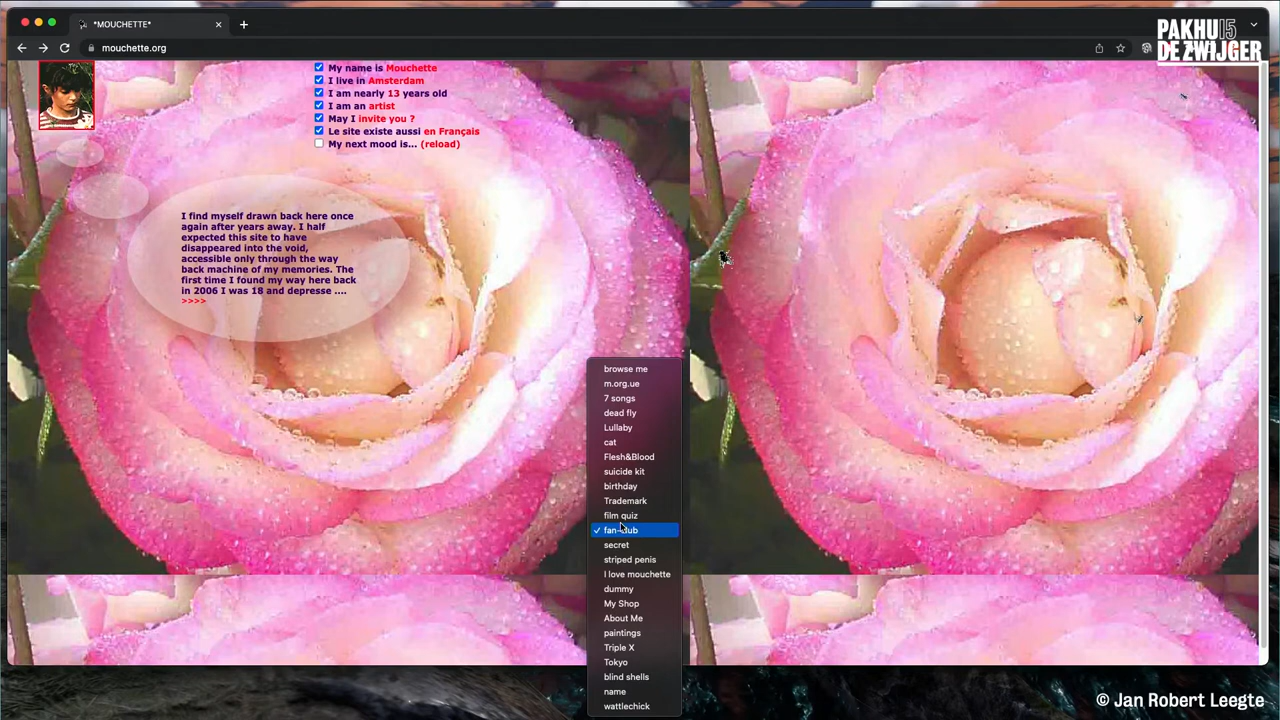 *MOUCHETTE*
PAKHUIS
DE ZWIJGER
mouchette.org
My name is Mouchette
I live in Amsterdam
I am nearly 13 years old
I am an artist
May I invite you ?
Le site existe aussi en Français
My next mood is... (reload)
I find myself drawn back here once
again after years away. I half
expected this site to have
disappeared into the void,
accessible only through the way
back machine of my memories. The
first time I found my way here back
in 2006 I was 18 and depresse ....
>>>>
browse me
m.org.ue
7 songs
dead fly
Lullaby
cat
Flesh&Blood
suicide kit
birthday
Trademark
film quiz
fan club
secret
striped penis
I love mouchette
dummy
My Shop
About Me
paintings
Triple X
Tokyo
blind shells
name
wattlechick
© Jan Robert Leegte